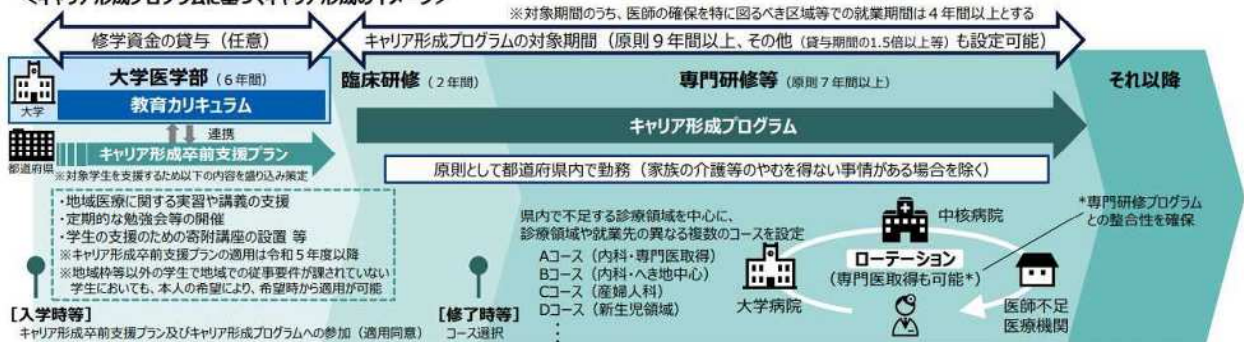 <キャリア形成プログラムに基づくキャリア形成のイメージ>
※対象期間のうち、医師の確保を特に図るべき区域等での就業期間は4年間以上とする
修学資金の貸与（任意）
キャリア形成プログラムの対象期間（原則9年間以上、その他（貸与期間の1.5倍以上等）も設定可能）
大学
大学医学部（6年間）
教育カリキュラム
臨床研修（2年間）
専門研修等（原則7年間以上）
それ以降
連携
都道府県
キャリア形成卒前支援プラン
キャリア形成プログラム
※対象学生を支援するため以下の内容を盛り込み策定
原則として都道府県内で勤務（家族の介護等のやむを得ない事情がある場合を除く）
・地域医療に関する実習や講義の支援
・定期的な勉強会等の開催
・学生の支援のための寄附講座の設置 等
※キャリア形成卒前支援プランの適用は令和5年度以降
※地域枠等以外の学生で地域での従事要件が課されていない
学生においても、本人の希望により、希望時から適用が可能
[入学時等]
キャリア形成卒前支援プラン及びキャリア形成プログラムへの参加（適用同意）
[修了時等]
コース選択
県内で不足する診療領域を中心に、
診療領域や就業先の異なる複数のコースを設定
Aコース（内科・専門医取得）
Bコース（内科・へき地中心）
Cコース（産婦人科）
Dコース（新生児領域）
⋮
大学病院
中核病院
ローテーション
（専門医取得も可能*）
*専門研修プログラム
との整合性を確保
医師不足
医療機関